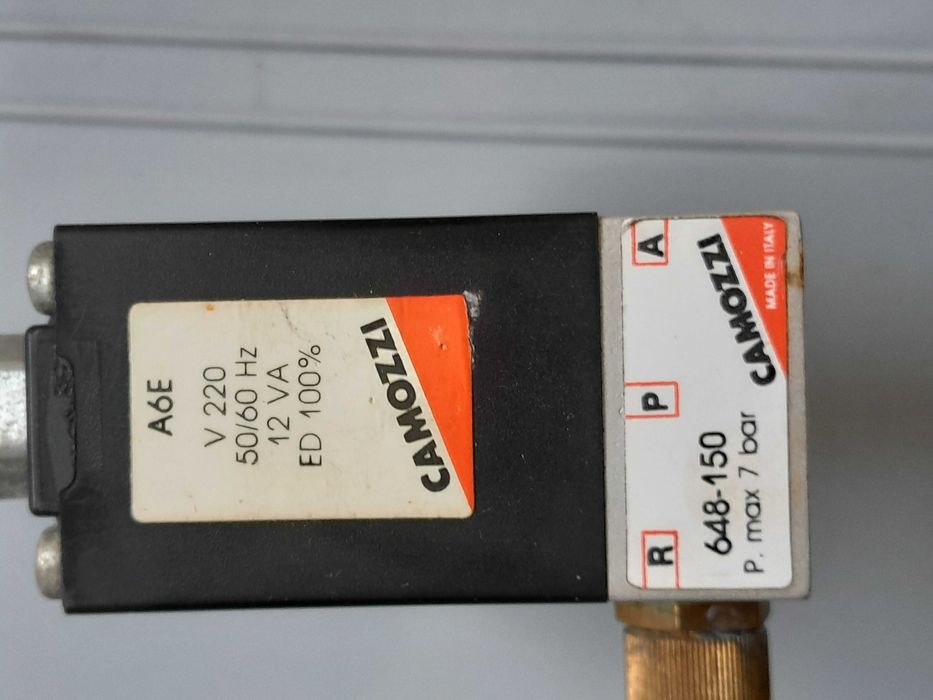 A6E
V 220
50/60 Hz
12 VA
ED 100%
CAMOZZI
R P A
648-150
P. max 7 bar
CAMOZZI
MADE IN ITALY